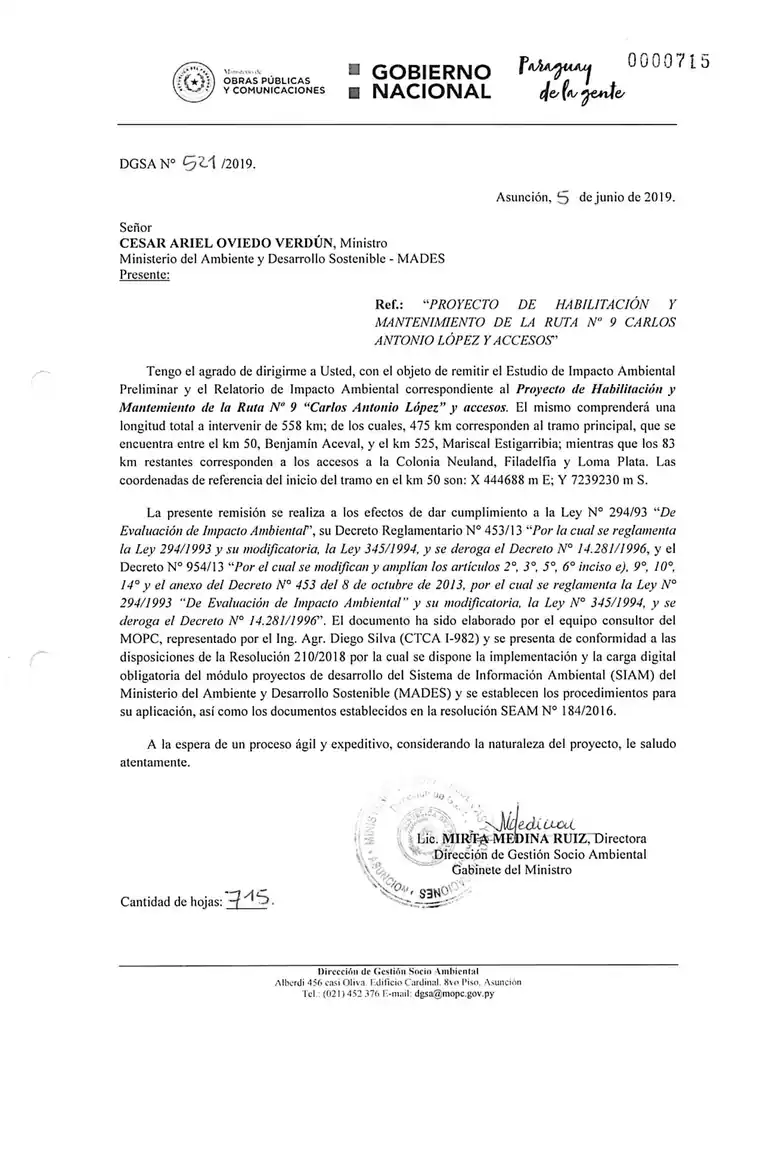 Ministerio de
OBRAS PÚBLICAS
Y COMUNICACIONES
GOBIERNO
NACIONAL
Paraguay
de la gente
0000715
DGSA N° 521 /2019.
Asunción, 5 de junio de 2019.
Señor
CESAR ARIEL OVIEDO VERDÚN, Ministro
Ministerio del Ambiente y Desarrollo Sostenible - MADES
Presente:
Ref.: “PROYECTO DE HABILITACIÓN Y
MANTENIMIENTO DE LA RUTA N° 9 CARLOS
ANTONIO LÓPEZ Y ACCESOS”
Tengo el agrado de dirigirme a Usted, con el objeto de remitir el Estudio de Impacto Ambiental
Preliminar y el Relatorio de Impacto Ambiental correspondiente al Proyecto de Habilitación y
Mantemiento de la Ruta N° 9 “Carlos Antonio López” y accesos. El mismo comprenderá una
longitud total a intervenir de 558 km; de los cuales, 475 km corresponden al tramo principal, que se
encuentra entre el km 50, Benjamín Aceval, y el km 525, Mariscal Estigarribia; mientras que los 83
km restantes corresponden a los accesos a la Colonia Neuland, Filadelfia y Loma Plata. Las
coordenadas de referencia del inicio del tramo en el km 50 son: X 444688 m E; Y 7239230 m S.
La presente remisión se realiza a los efectos de dar cumplimiento a la Ley N° 294/93 “De
Evaluación de Impacto Ambiental”, su Decreto Reglamentario N° 453/13 “Por la cual se reglamenta
la Ley 294/1993 y su modificatoria, la Ley 345/1994, y se deroga el Decreto N° 14.281/1996, y el
Decreto N° 954/13 “Por el cual se modifican y amplían los artículos 2°, 3°, 5°, 6° inciso e), 9°, 10°,
14° y el anexo del Decreto N° 453 del 8 de octubre de 2013, por el cual se reglamenta la Ley N°
294/1993 “De Evaluación de Impacto Ambiental” y su modificatoria, la Ley N° 345/1994, y se
deroga el Decreto N° 14.281/1996”. El documento ha sido elaborado por el equipo consultor del
MOPC, representado por el Ing. Agr. Diego Silva (CTCA I-982) y se presenta de conformidad a las
disposiciones de la Resolución 210/2018 por la cual se dispone la implementación y la carga digital
obligatoria del módulo proyectos de desarrollo del Sistema de Información Ambiental (SIAM) del
Ministerio del Ambiente y Desarrollo Sostenible (MADES) y se establecen los procedimientos para
su aplicación, así como los documentos establecidos en la resolución SEAM N° 184/2016.
A la espera de un proceso ágil y expeditivo, considerando la naturaleza del proyecto, le saludo
atentamente.
Lic. MIRTA MEDINA RUIZ, Directora
Dirección de Gestión Socio Ambiental
Gabinete del Ministro
Cantidad de hojas: 715.
Dirección de Gestión Socio Ambiental
Alberdi 456 casi Oliva. Edificio Cardinal. 8vo Piso, Asunción
Tel.: (021) 452 376 E-mail: dgsa@mopc.gov.py